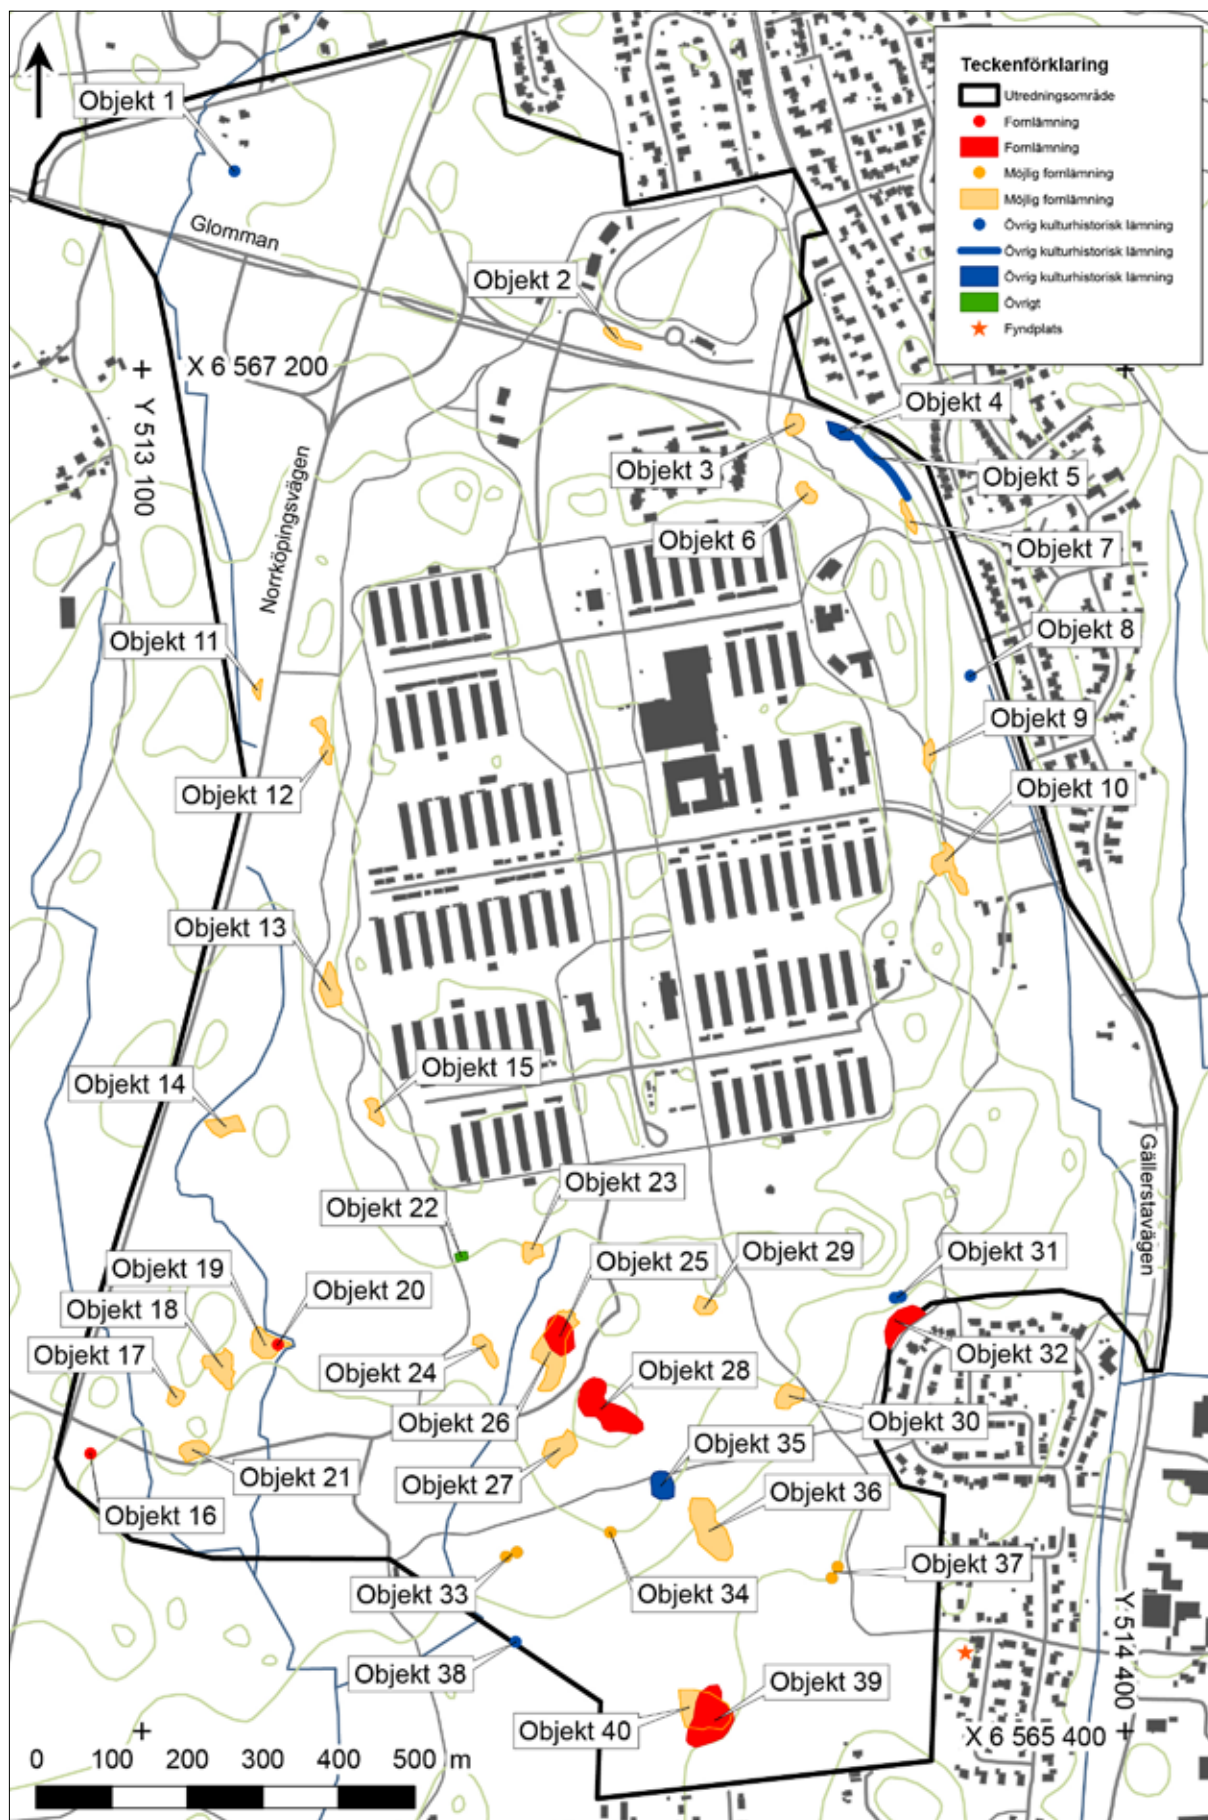 Teckenförklaring
Utredningsområde
Fornlämning
Fornlämning
Möjlig fornlämning
Möjlig fornlämning
Övrig kulturhistorisk lämning
Övrig kulturhistorisk lämning
Övrig kulturhistorisk lämning
Övrigt
Fyndplats
Objekt 1
Glomman
Objekt 2
X 6 567 200
Y 513 100
Norrköpingsvägen
Objekt 4
Objekt 3
Objekt 5
Objekt 6
Objekt 7
Objekt 8
Objekt 11
Objekt 9
Objekt 12
Objekt 10
Objekt 13
Objekt 15
Objekt 14
Gällerstavägen
Objekt 23
Objekt 22
Objekt 29
Objekt 31
Objekt 25
Objekt 19
Objekt 20
Objekt 18
Objekt 17
Objekt 24
Objekt 32
Objekt 28
Objekt 26
Objekt 30
Objekt 35
Objekt 21
Objekt 27
Objekt 36
Objekt 16
Objekt 37
Objekt 33
Objekt 34
Y 514 400
Objekt 38
Objekt 39
Objekt 40
X 6 565 400
0 100 200 300 400 500 m